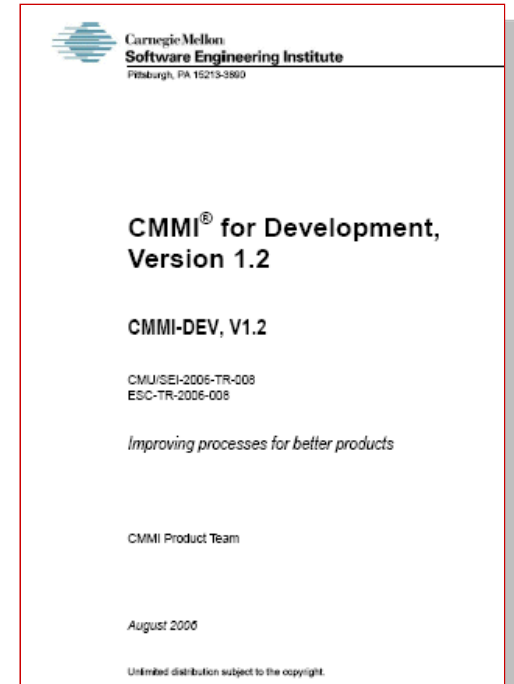 Carnegie Mellon
Software Engineering Institute
Pittsburgh, PA 15213-3890
CMMI® for Development,
Version 1.2
CMMI-DEV, V1.2
CMU/SEI-2006-TR-008
ESC-TR-2006-008
Improving processes for better products
CMMI Product Team
August 2006
Unlimited distribution subject to the copyright.